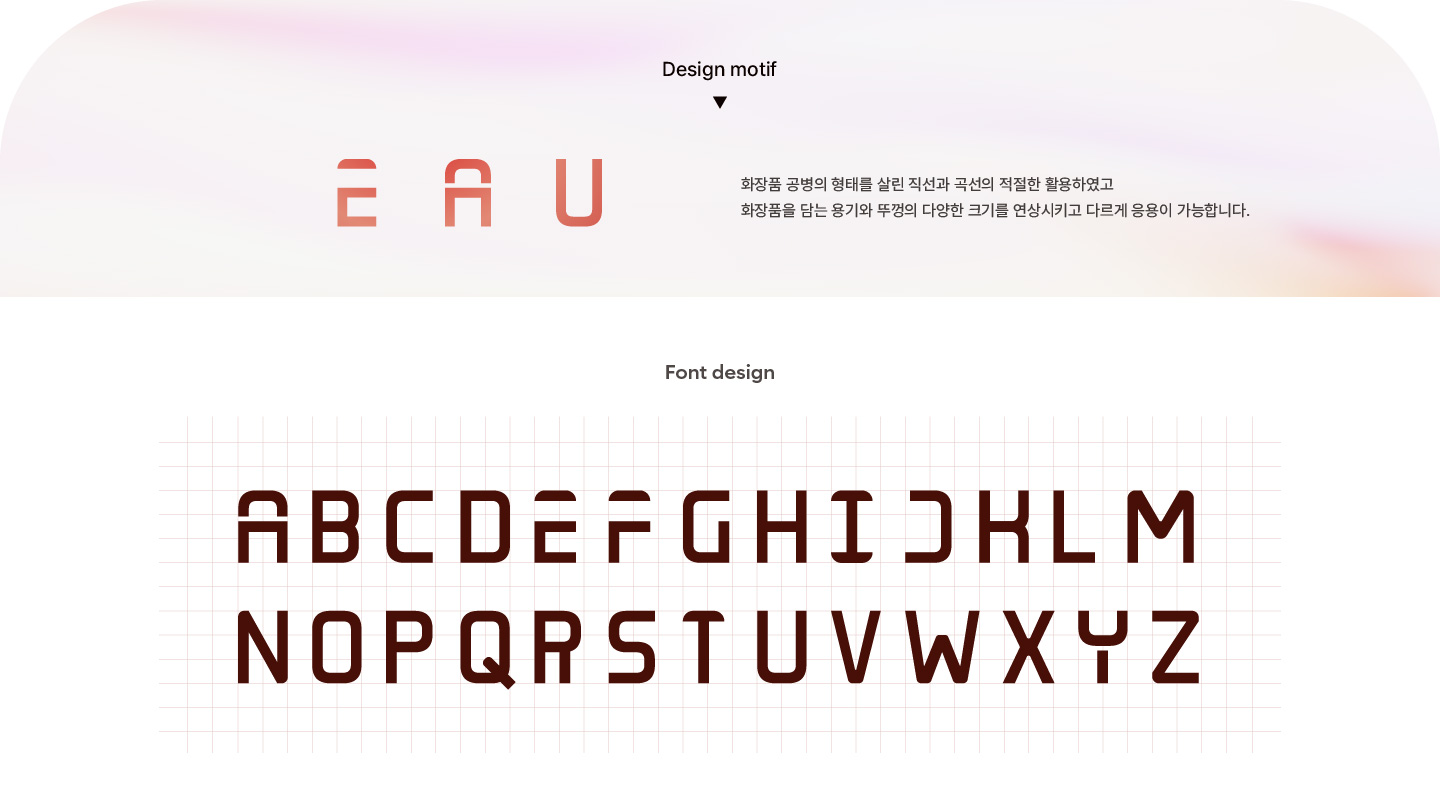 Design motif
▼
E A U
화장품 공병의 형태를 살린 직선과 곡선의 적절한 활용하였고
화장품을 담는 용기와 뚜껑의 다양한 크기를 연상시키고 다르게 응용이 가능합니다.
Font design
ABCDEFGHIJKLM
NOPQRSTUVWXYZ